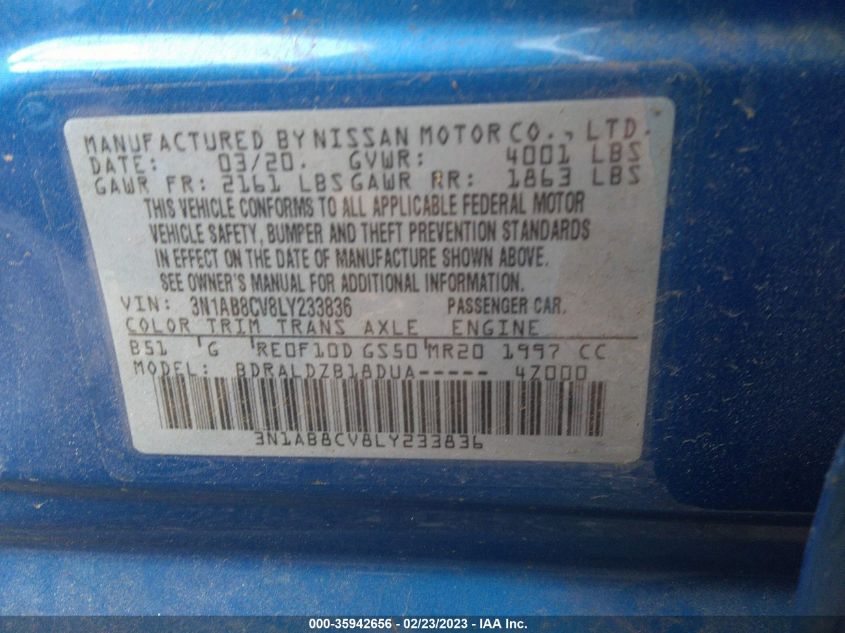 MANUFACTURED BY NISSAN MOTOR CO., LTD.
DATE: 03/20. GVWR: 4001 LBS
GAWR FR: 2161 LBS GAWR RR: 1863 LBS
THIS VEHICLE CONFORMS TO ALL APPLICABLE FEDERAL MOTOR
VEHICLE SAFETY, BUMPER AND THEFT PREVENTION STANDARDS
IN EFFECT ON THE DATE OF MANUFACTURE SHOWN ABOVE.
SEE OWNER'S MANUAL FOR ADDITIONAL INFORMATION.
VIN: 3N1AB8CV8LY233836 PASSENGER CAR.
COLOR TRIM TRANS AXLE ENGINE
B51 G RE0F10D GS50 MR20 1997 CC
MODEL: BDRALDZB18DUA----- 4Z000
3N1AB8CV8LY233836
000-35942656 - 02/23/2023 - IAA Inc.